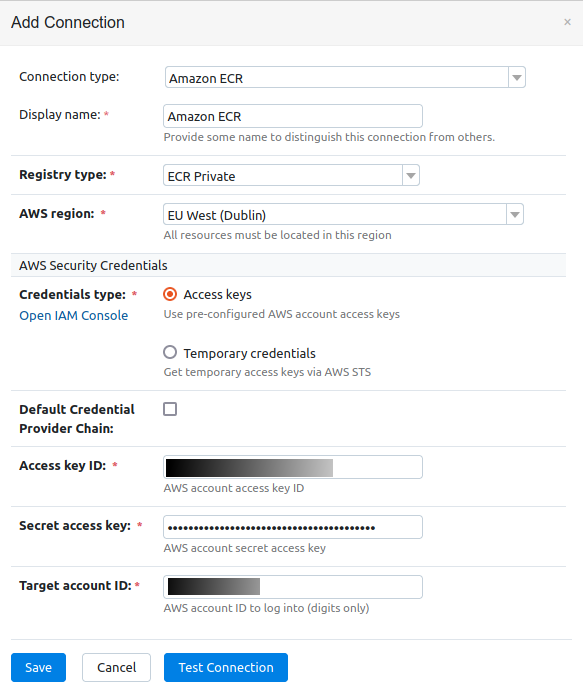 Add Connection
×
Connection type:
Amazon ECR
Display name: *
Amazon ECR
Provide some name to distinguish this connection from others.
Registry type: *
ECR Private
AWS region: *
EU West (Dublin)
All resources must be located in this region
AWS Security Credentials
Credentials type: *
Access keys
Open IAM Console
Use pre-configured AWS account access keys
Temporary credentials
Get temporary access keys via AWS STS
Default Credential
Provider Chain:
Access key ID: *
AWS account access key ID
Secret access key: *
••••••••••••••••••••••••••••••••••••••••
AWS account secret access key
Target account ID: *
AWS account ID to log into (digits only)
Save
Cancel
Test Connection